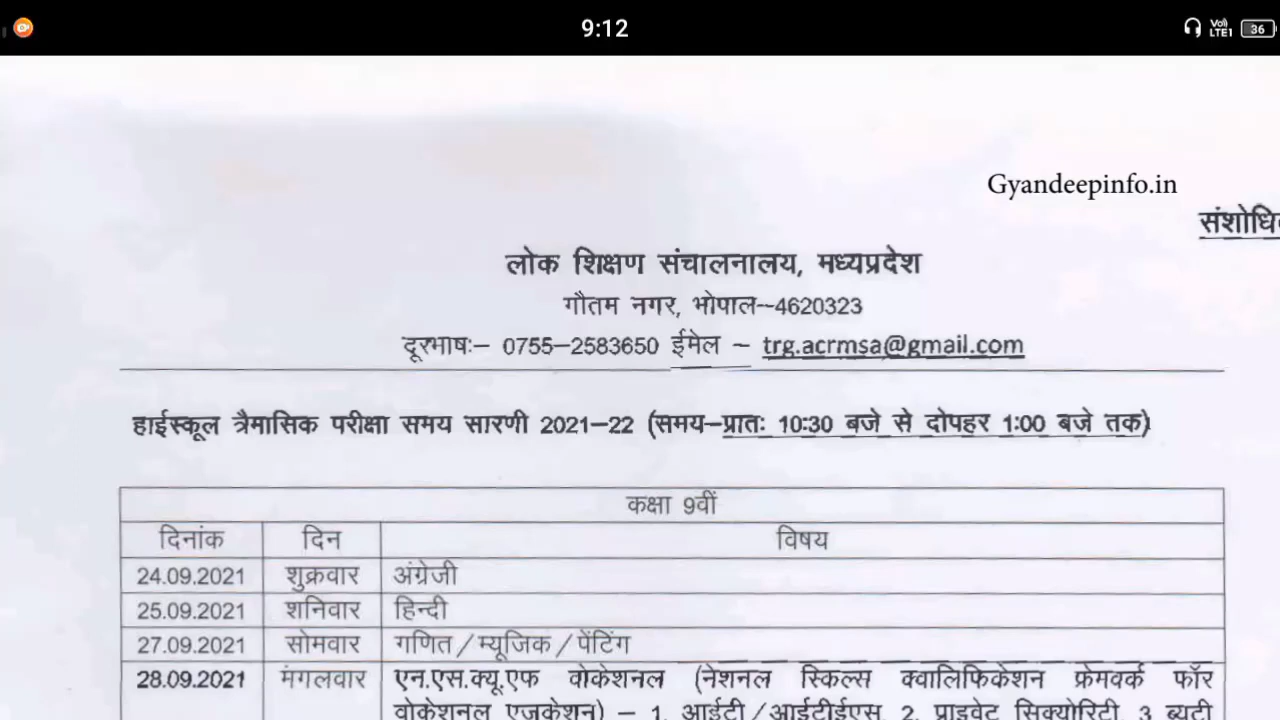 9:12
Vo)) LTE1
36
Gyandeepinfo.in
लोक शिक्षण संचालनालय, मध्यप्रदेश
गौतम नगर, भोपाल–4620323
दूरभाषः– 0755–2583650 ईमेल – trg.acrmsa@gmail.com
हाईस्कूल त्रैमासिक परीक्षा समय सारणी 2021–22 (समय–प्रातः 10:30 बजे से दोपहर 1:00 बजे तक)
कक्षा 9वीं
दिनांक दिन विषय
24.09.2021 शुक्रवार अंग्रेजी
25.09.2021 शनिवार हिन्दी
27.09.2021 सोमवार गणित/म्यूजिक/पेंटिंग
28.09.2021 मंगलवार एन.एस.क्यू.एफ वोकेशनल (नेशनल स्किल्स क्वालिफिकेशन फ्रेमवर्क फॉर
वोकेशनल एजुकेशन) – 1. आईटी/आईटीईएस, 2. प्राइवेट सिक्योरिटी, 3 ब्यूटी